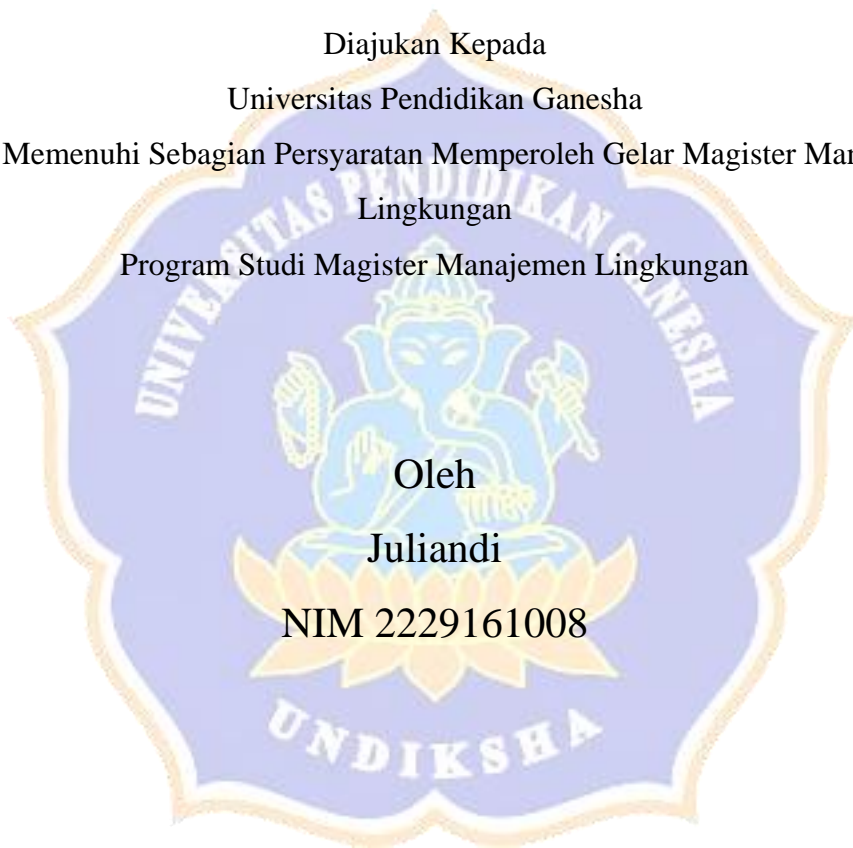 Diajukan Kepada
Universitas Pendidikan Ganesha
Memenuhi Sebagian Persyaratan Memperoleh Gelar Magister
Lingkungan
Program Studi Magister Manajemen Lingkungan
UNIVERSITAS PENDIDIKAN GANESHA
Oleh
Juliandi
NIM 2229161008
UNDIKSHA